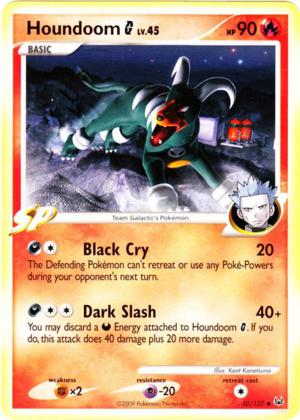 Houndoom G LV.45 HP 90
BASIC
Team Galactic's Pokémon
SP
Black Cry 20
The Defending Pokémon can't retreat or use any Poké-Powers
during your opponent's next turn.
Dark Slash 40+
You may discard a Energy attached to Houndoom G. If you
do, this attack does 40 damage plus 20 more damage.
Illus. Kent Kanetsuna
weakness resistance retreat cost
×2 -20
©2009 Pokémon/Nintendo
50/127